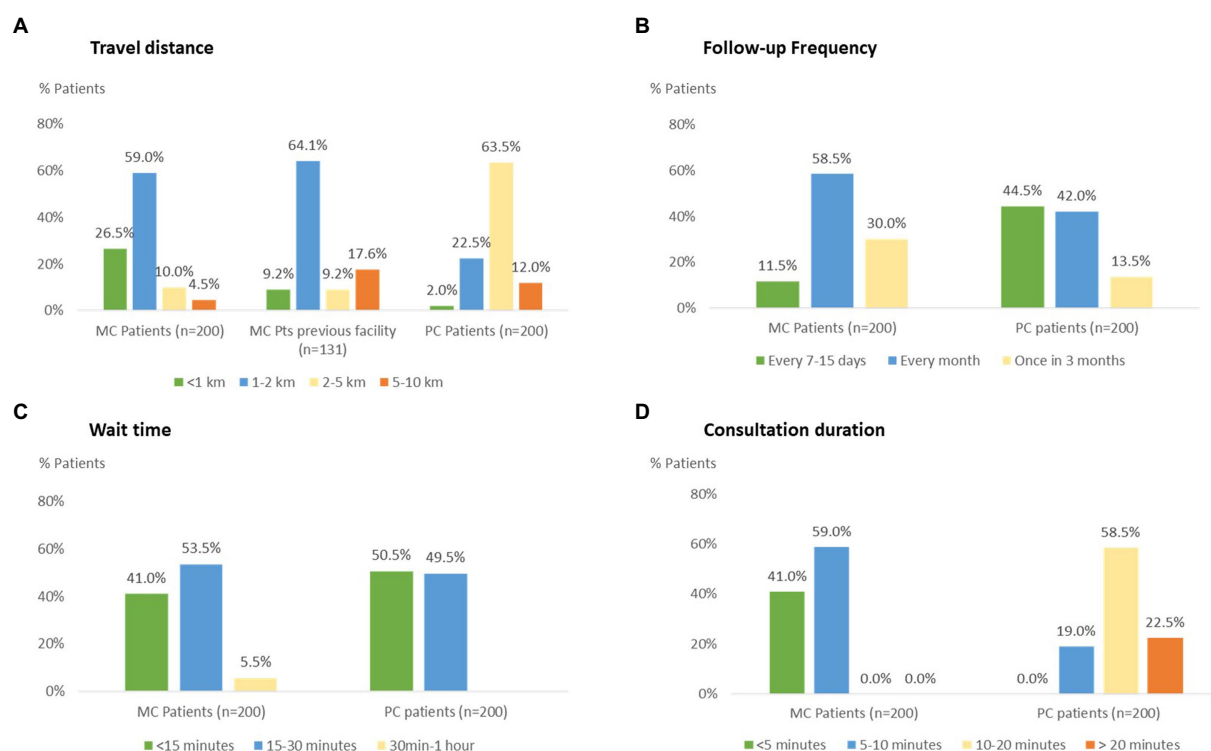 A
Travel distance
% Patients
80%
60%
40%
20%
0%
26.5%
59.0%
10.0%
4.5%
9.2%
64.1%
9.2%
17.6%
2.0%
22.5%
63.5%
12.0%
MC Patients (n=200)
MC Pts previous facility
(n=131)
PC Patients (n=200)
<1 km 1-2 km 2-5 km 5-10 km
B
Follow-up Frequency
% Patients
80%
60%
40%
20%
0%
11.5%
58.5%
30.0%
44.5%
42.0%
13.5%
MC Patients (n=200)
PC patients (n=200)
Every 7-15 days Every month Once in 3 months
C
Wait time
% Patients
80%
60%
40%
20%
0%
41.0%
53.5%
5.5%
50.5%
49.5%
MC Patients (n=200)
PC patients (n=200)
<15 minutes 15-30 minutes 30min-1 hour
D
Consultation duration
% Patients
80%
60%
40%
20%
0%
41.0%
59.0%
0.0%
0.0%
0.0%
19.0%
58.5%
22.5%
MC Patients (n=200)
PC patients (n=200)
<5 minutes 5-10 minutes 10-20 minutes > 20 minutes